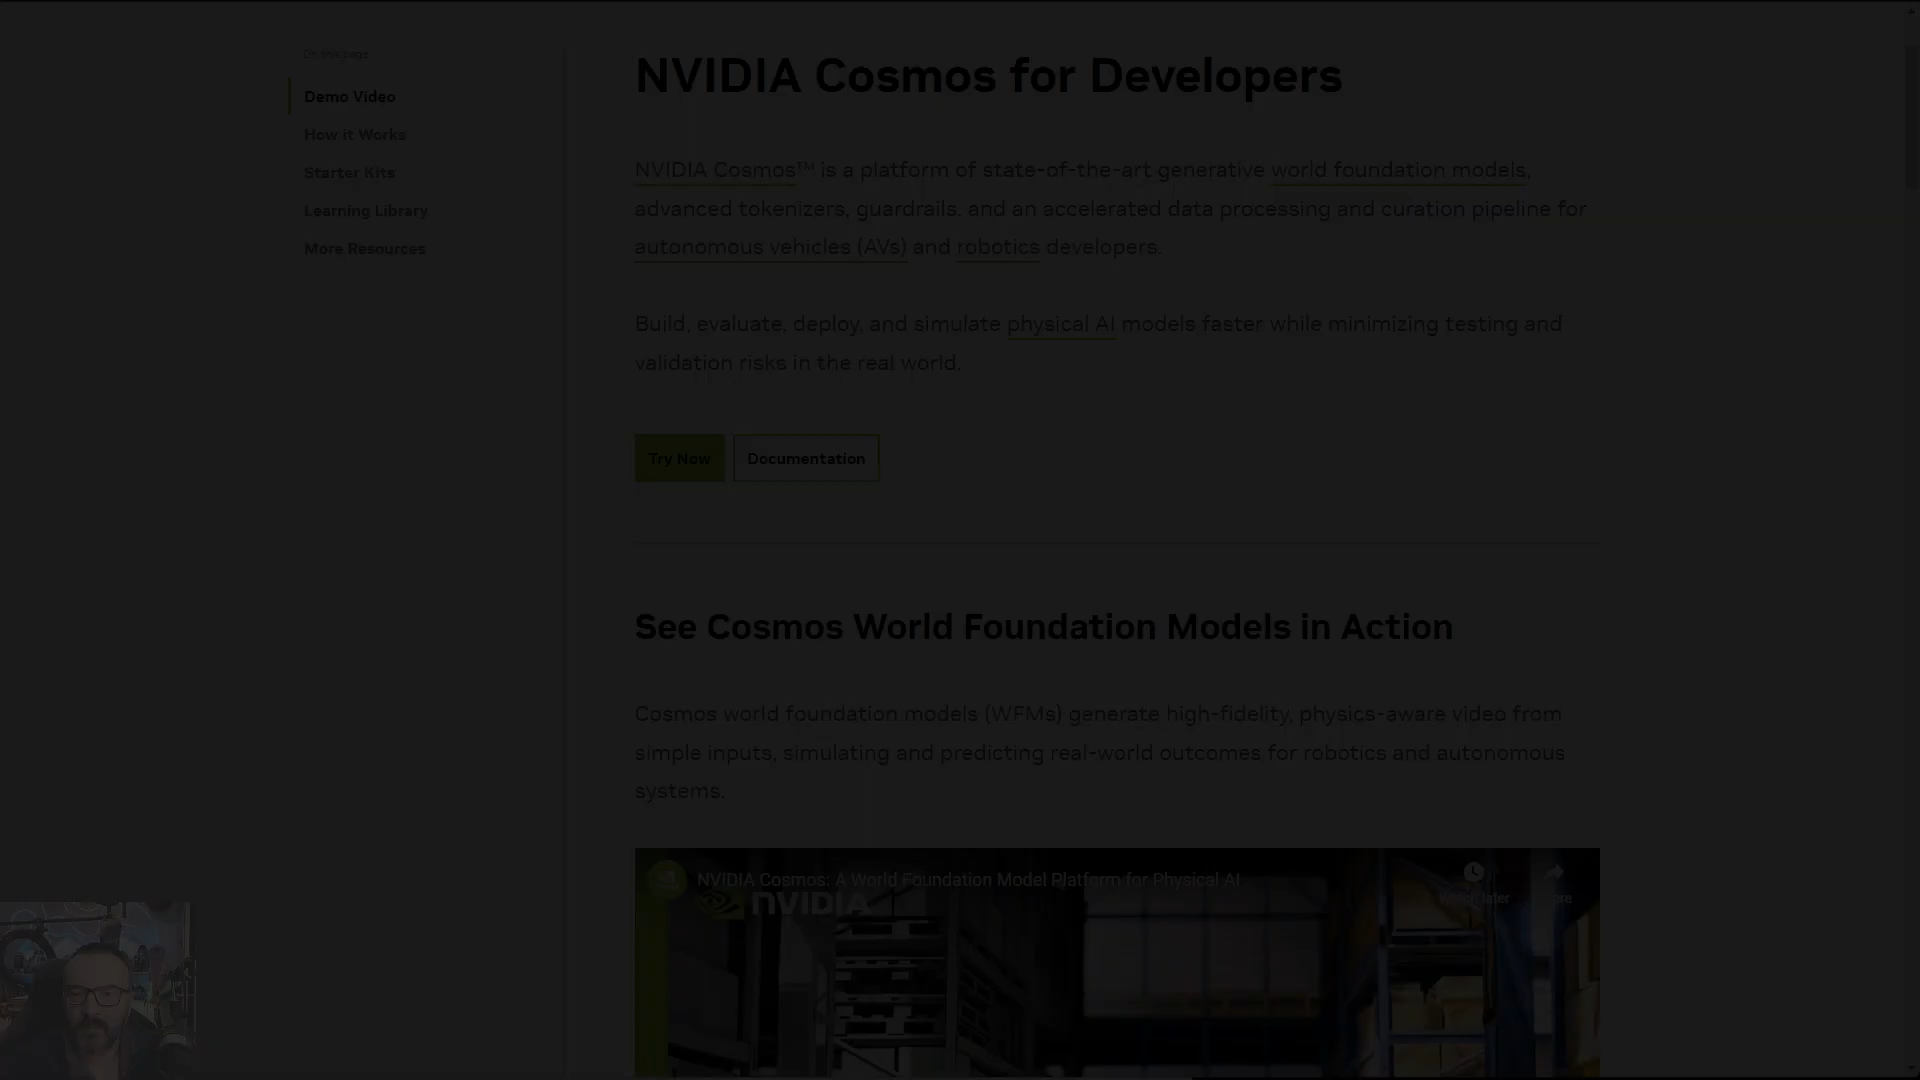 On this page
Demo Video
How it Works
Starter Kits
Learning Library
More Resources
NVIDIA Cosmos for Developers
NVIDIA Cosmos™ is a platform of state-of-the-art generative world foundation models,
advanced tokenizers, guardrails, and an accelerated data processing and curation pipeline for
autonomous vehicles (AVs) and robotics developers.
Build, evaluate, deploy, and simulate physical AI models faster while minimizing testing and
validation risks in the real world.
Try Now
Documentation
See Cosmos World Foundation Models in Action
Cosmos world foundation models (WFMs) generate high-fidelity, physics-aware video from
simple inputs, simulating and predicting real-world outcomes for robotics and autonomous
systems.
NVIDIA Cosmos: A World Foundation Model Platform for Physical AI
Watch later
nVIDIA